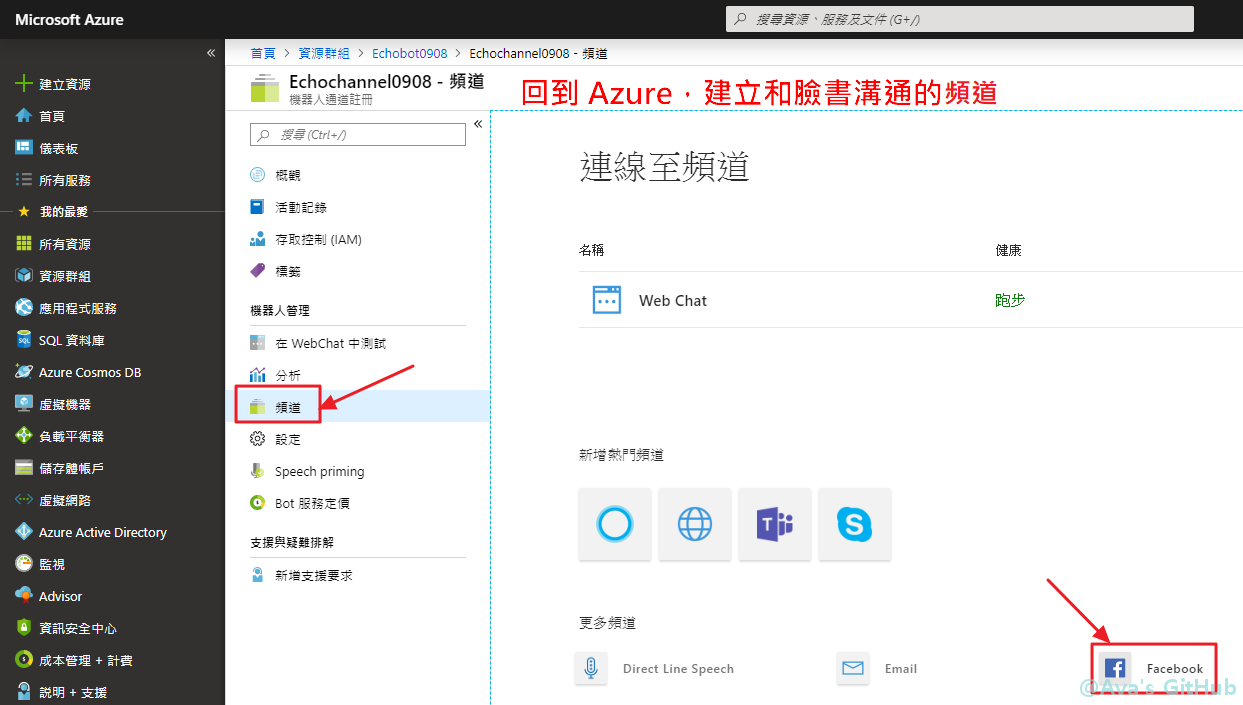 Microsoft Azure
搜尋資源、服務及文件 (G+/)
«
建立資源
首頁
儀表板
所有服務
我的最愛
所有資源
資源群組
應用程式服務
SQL 資料庫
Azure Cosmos DB
虛擬機器
負載平衡器
儲存體帳戶
虛擬網路
Azure Active Directory
監視
Advisor
資訊安全中心
成本管理 + 計費
說明 + 支援
首頁 > 資源群組 > Echobot0908 > Echochannel0908 - 頻道
Echochannel0908 - 頻道
機器人通道註冊
回到 Azure，建立和臉書溝通的頻道
搜尋 (Ctrl+/)
«
概觀
活動記錄
存取控制 (IAM)
標籤
機器人管理
在 WebChat 中測試
分析
頻道
設定
Speech priming
Bot 服務定價
支援與疑難排解
新增支援要求
連線至頻道
名稱 健康
Web Chat 跑步
新增熱門頻道
更多頻道
Direct Line Speech Email Facebook
@Ava's GitHub